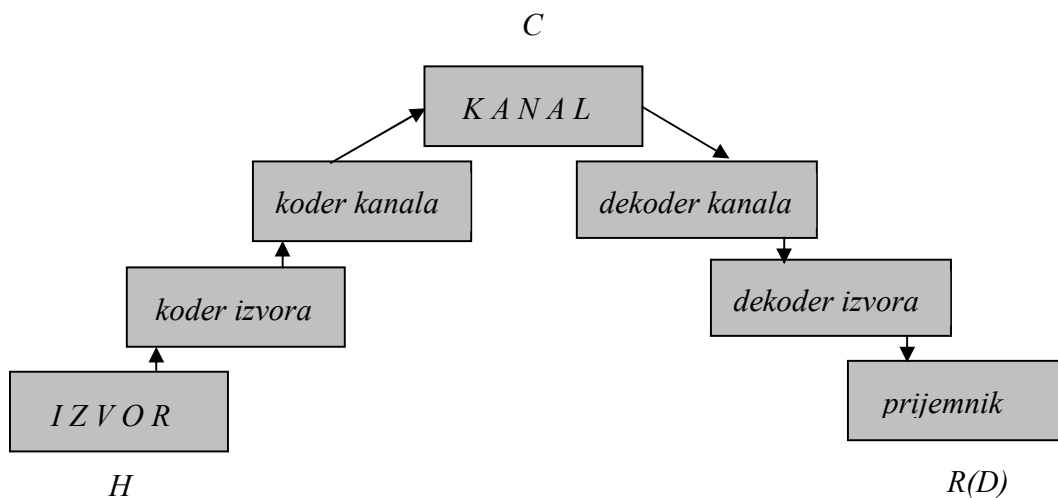 C
K A N A L
koder kanala
dekoder kanala
koder izvora
dekoder izvora
I Z V O R
prijemnik
H
R(D)